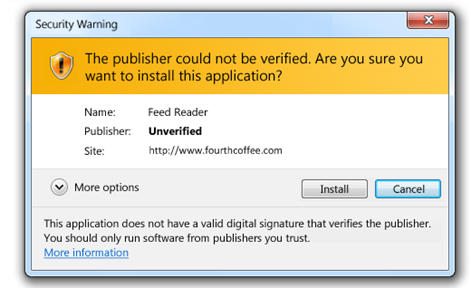 Security Warning
The publisher could not be verified. Are you sure you
want to install this application?
Name: Feed Reader
Publisher: Unverified
Site: http://www.fourthcoffee.com
More options
Install
Cancel
This application does not have a valid digital signature that verifies the publisher.
You should only run software from publishers you trust.
More information